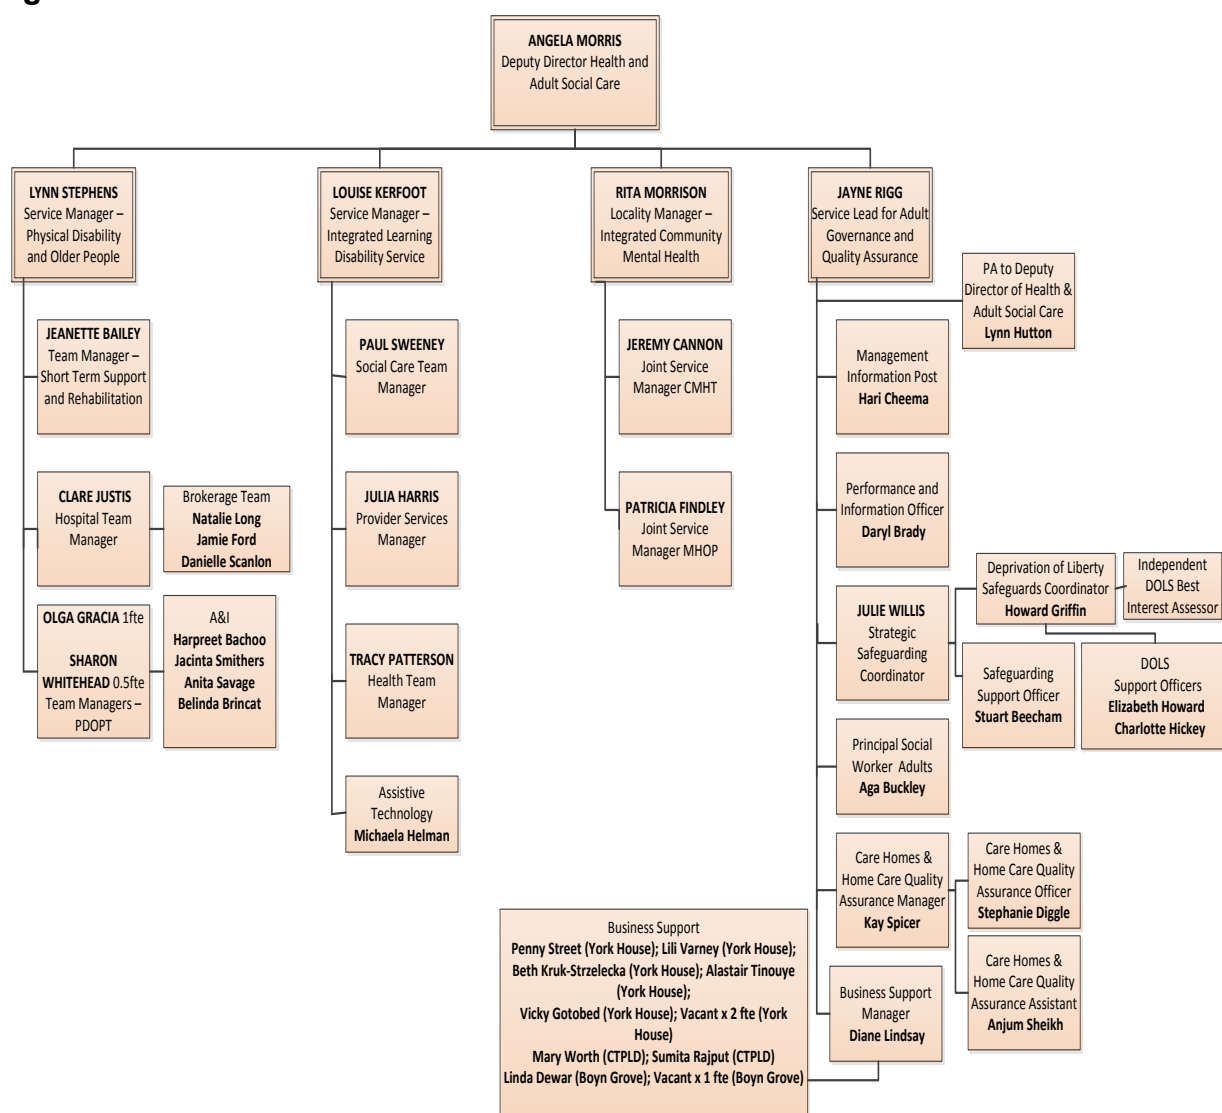 g
ANGELA MORRIS
Deputy Director Health and
Adult Social Care
LYNN STEPHENS
Service Manager –
Physical Disability
and Older People
LOUISE KERFOOT
Service Manager –
Integrated Learning
Disability Service
RITA MORRISON
Locality Manager –
Integrated Community
Mental Health
JAYNE RIGG
Service Lead for Adult
Governance and
Quality Assurance
PA to Deputy
Director of Health &
Adult Social Care
Lynn Hutton
JEANETTE BAILEY
Team Manager –
Short Term Support
and Rehabilitation
PAUL SWEENEY
Social Care Team
Manager
JEREMY CANNON
Joint Service
Manager CMHT
Management
Information Post
Hari Cheema
CLARE JUSTIS
Hospital Team
Manager
Brokerage Team
Natalie Long
Jamie Ford
Danielle Scanlon
JULIA HARRIS
Provider Services
Manager
PATRICIA FINDLEY
Joint Service
Manager MHOP
Performance and
Information Officer
Daryl Brady
OLGA GRACIA 1fte
SHARON
WHITEHEAD 0.5fte
Team Managers –
PDOPT
A&I
Harpreet Bachoo
Jacinta Smithers
Anita Savage
Belinda Brincat
TRACY PATTERSON
Health Team
Manager
JULIE WILLIS
Strategic
Safeguarding
Coordinator
Deprivation of Liberty
Safeguards Coordinator
Howard Griffin
Independent
DOLS Best
Interest Assessor
Safeguarding
Support Officer
Stuart Beecham
DOLS
Support Officers
Elizabeth Howard
Charlotte Hickey
Assistive
Technology
Michaela Helman
Principal Social
Worker Adults
Aga Buckley
Care Homes &
Home Care Quality
Assurance Manager
Kay Spicer
Care Homes &
Home Care Quality
Assurance Officer
Stephanie Diggle
Care Homes &
Home Care Quality
Assurance Assistant
Anjum Sheikh
Business Support
Manager
Diane Lindsay
Business Support
Penny Street (York House); Lili Varney (York House);
Beth Kruk-Strzelecka (York House); Alastair Tinouye
(York House);
Vicky Gotobed (York House); Vacant x 2 fte (York
House)
Mary Worth (CTPLD); Sumita Rajput (CTPLD)
Linda Dewar (Boyn Grove); Vacant x 1 fte (Boyn Grove)